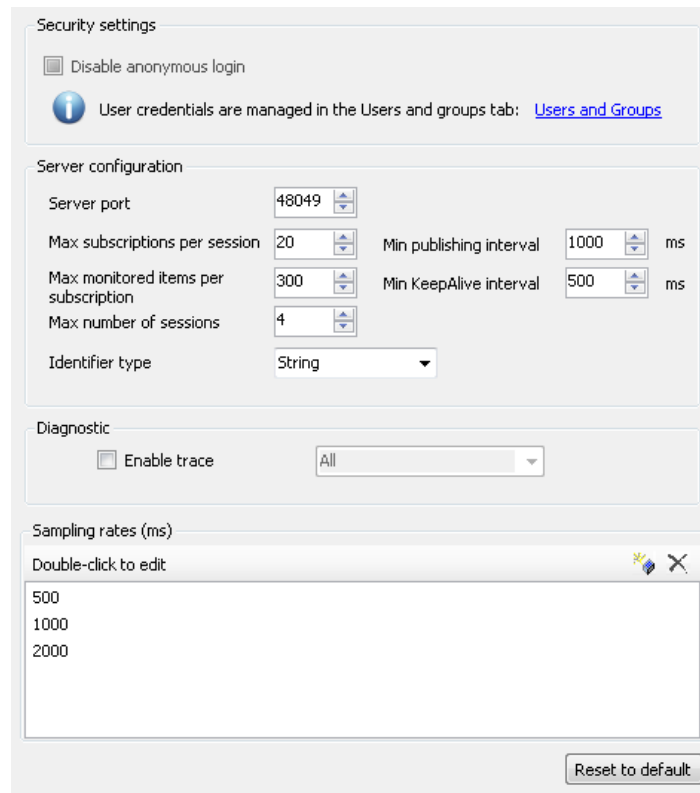 Security settings
Disable anonymous login
User credentials are managed in the Users and groups tab: Users and Groups
Server configuration
Server port 48049
Max subscriptions per session 20 Min publishing interval 1000 ms
Max monitored items per
subscription 300 Min KeepAlive interval 500 ms
Max number of sessions 4
Identifier type String
Diagnostic
Enable trace All
Sampling rates (ms)
Double-click to edit
500
1000
2000
Reset to default